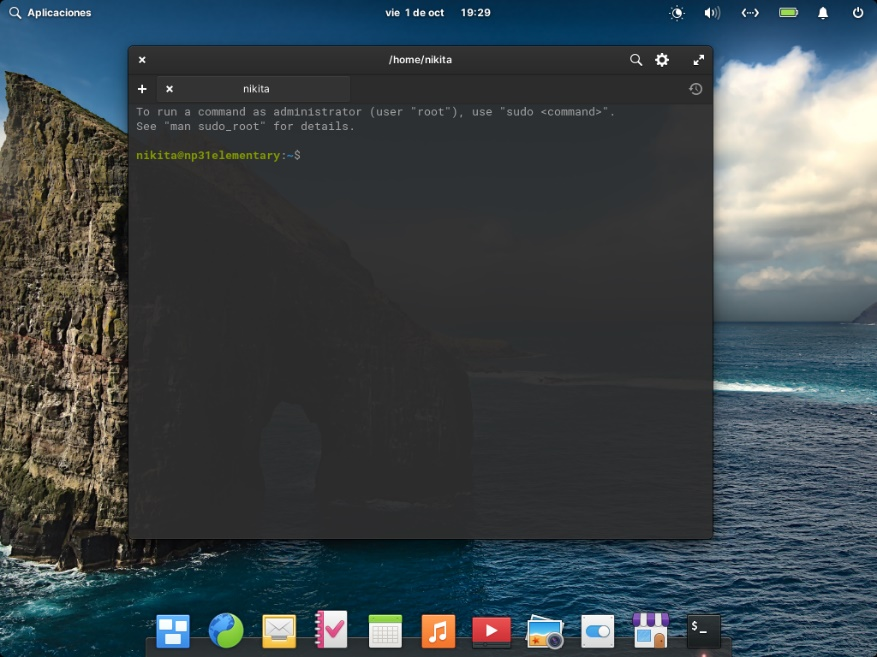 Aplicaciones
vie 1 de oct 19:29
/home/nikita
nikita
To run a command as administrator (user "root"), use "sudo <command>".
See "man sudo_root" for details.
nikita@np31elementary:~$
$_